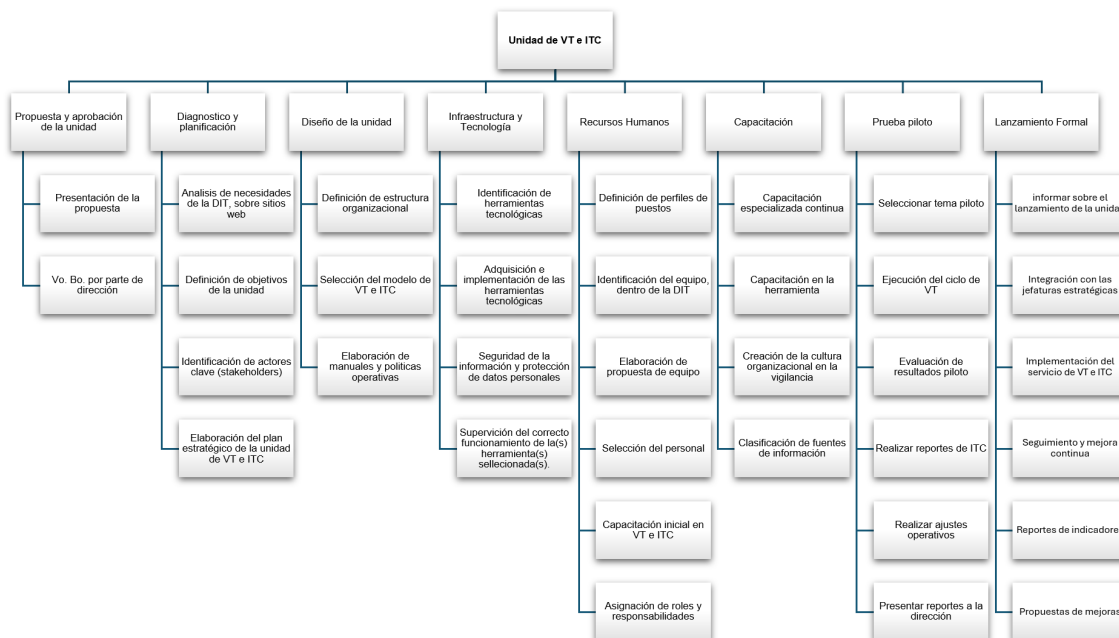 Unidad de VT e ITC
Propuesta y aprobación
de la unidad
Presentación de la
propuesta
Vo. Bo. por parte de
dirección
Diagnostico y
planificación
Analisis de necesidades
de la DIT, sobre sitios
web
Definición de objetivos
de la unidad
Identificación de actores
clave (stakeholders)
Elaboración del plan
estratégico de la unidad
de VT e ITC
Diseño de la unidad
Definición de estructura
organizacional
Selección del modelo de
VT e ITC
Elaboración de
manuales y politicas
operativas
Infraestructura y
Tecnología
Identificación de
herramientas
tecnológicas
Adquisición e
implementación de las
herramientas
tecnológicas
Seguridad de la
información y protección
de datos personales
Supervición del correcto
funcionamiento de la(s)
herramienta(s)
sellecionada(s).
Recursos Humanos
Definición de perfiles de
puestos
Identificación del equipo,
dentro de la DIT
Elaboración de
propuesta de equipo
Selección del personal
Capacitación inicial en
VT e ITC
Asignación de roles y
responsabilidades
Capacitación
Capacitación
especializada continua
Capacitación en la
herramienta
Creación de la cultura
organizacional en la
vigilancia
Clasificación de fuentes
de información
Prueba piloto
Seleccionar tema piloto
Ejecución del ciclo de
VT
Evaluación de
resultados piloto
Realizar reportes de ITC
Realizar ajustes
operativos
Presentar reportes a la
dirección
Lanzamiento Formal
informar sobre el
lanzamiento de la unida
Integración con las
jefaturas estratégicas
Implementación del
servicio de VT e ITC
Seguimiento y mejora
continua
Reportes de indicadore
Propuestas de mejoras